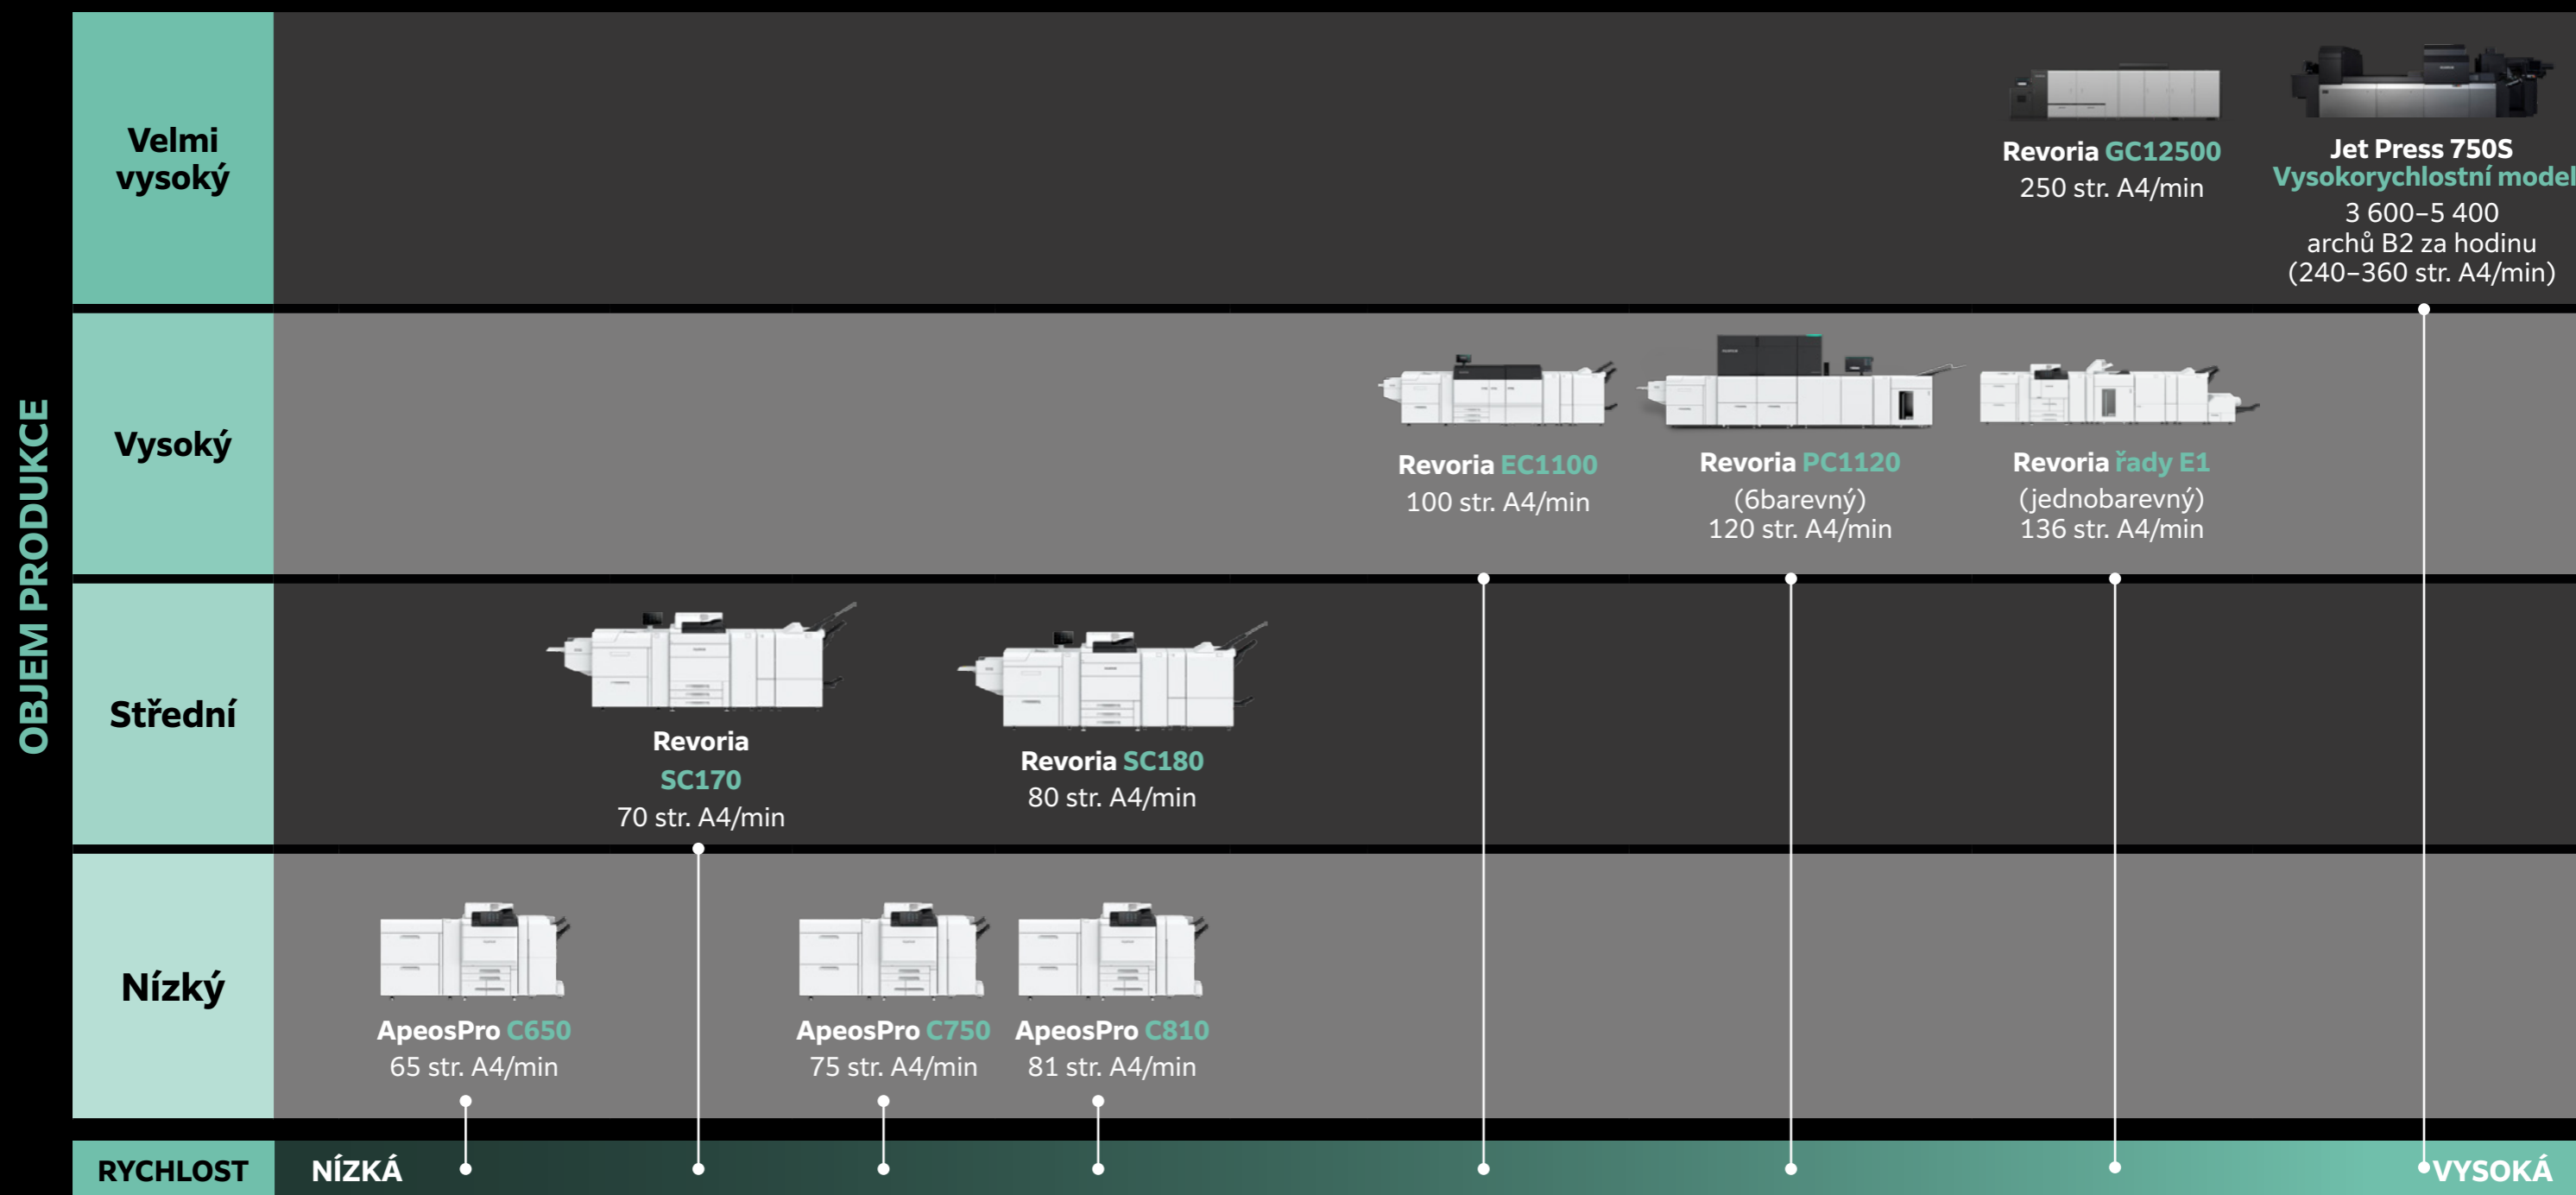 OBJEM PRODUKCE
Velmi
vysoký
Revoria GC12500
250 str. A4/min
Jet Press 750S
Vysokorychlostní model
3 600–5 400
archů B2 za hodinu
(240–360 str. A4/min)
Vysoký
Revoria EC1100
100 str. A4/min
Revoria PC1120
(6barevný)
120 str. A4/min
Revoria řady E1
(jednobarevný)
136 str. A4/min
Střední
Revoria
SC170
70 str. A4/min
Revoria SC180
80 str. A4/min
Nízký
ApeosPro C650
65 str. A4/min
ApeosPro C750
75 str. A4/min
ApeosPro C810
81 str. A4/min
RYCHLOST
NÍZKÁ
VYSOKÁ